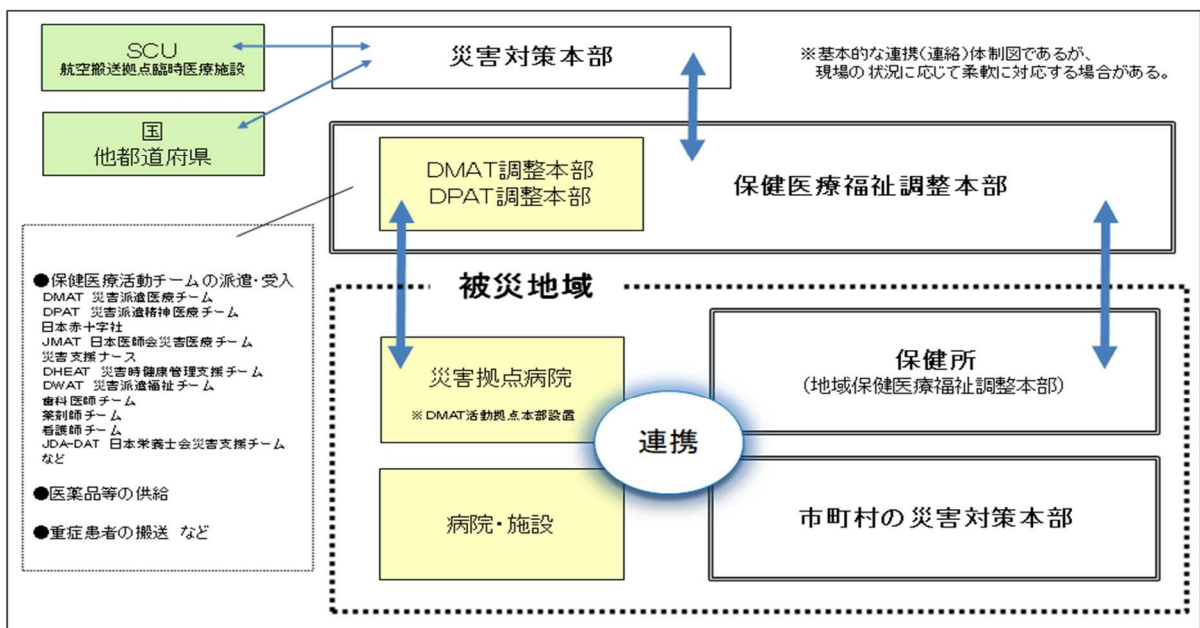 SCU
航空搬送拠点臨時医療施設
災害対策本部
※基本的な連携(連絡)体制図であるが、
現場の状況に応じて柔軟に対応する場合がある。
国
他都道府県
DMAT調整本部
DPAT調整本部
保健医療福祉調整本部
●保健医療活動チームの派遣・受入
DMAT 災害派遣医療チーム
DPAT 災害派遣精神医療チーム
日本赤十字社
JMAT 日本医師会災害医療チーム
災害支援ナース
DHEAT 災害時健康管理支援チーム
DWAT 災害派遣福祉チーム
歯科医師チーム
薬剤師チーム
看護師チーム
JDA-DAT 日本栄養士会災害支援チーム
など
●医薬品等の供給
●重症患者の搬送 など
被災地域
災害拠点病院
※DMAT活動拠点本部設置
保健所
(地域保健医療福祉調整本部)
連携
病院・施設
市町村の災害対策本部